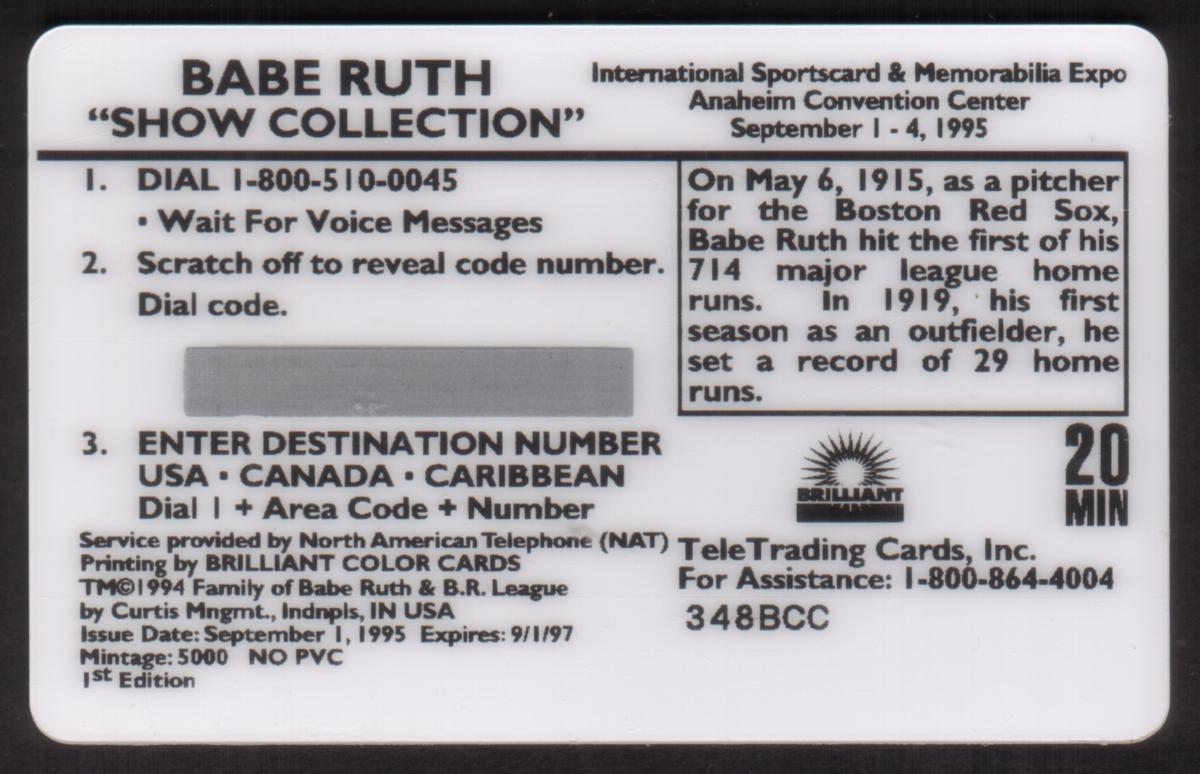 BABE RUTH
"SHOW COLLECTION"
International Sportscard & Memorabilia Expo
Anaheim Convention Center
September 1 - 4, 1995
1. DIAL 1-800-510-0045
• Wait For Voice Messages
2. Scratch off to reveal code number.
Dial code.
3. ENTER DESTINATION NUMBER
USA • CANADA • CARIBBEAN
Dial 1 + Area Code + Number
On May 6, 1915, as a pitcher
for the Boston Red Sox,
Babe Ruth hit the first of his
714 major league home
runs. In 1919, his first
season as an outfielder, he
set a record of 29 home
runs.
BRILLIANT
20
MIN
Service provided by North American Telephone (NAT)
Printing by BRILLIANT COLOR CARDS
TM©1994 Family of Babe Ruth & B.R. League
by Curtis Mngmt., Indnpls, IN USA
Issue Date: September 1, 1995 Expires: 9/1/97
Mintage: 5000 NO PVC
1st Edition
TeleTrading Cards, Inc.
For Assistance: 1-800-864-4004
348BCC